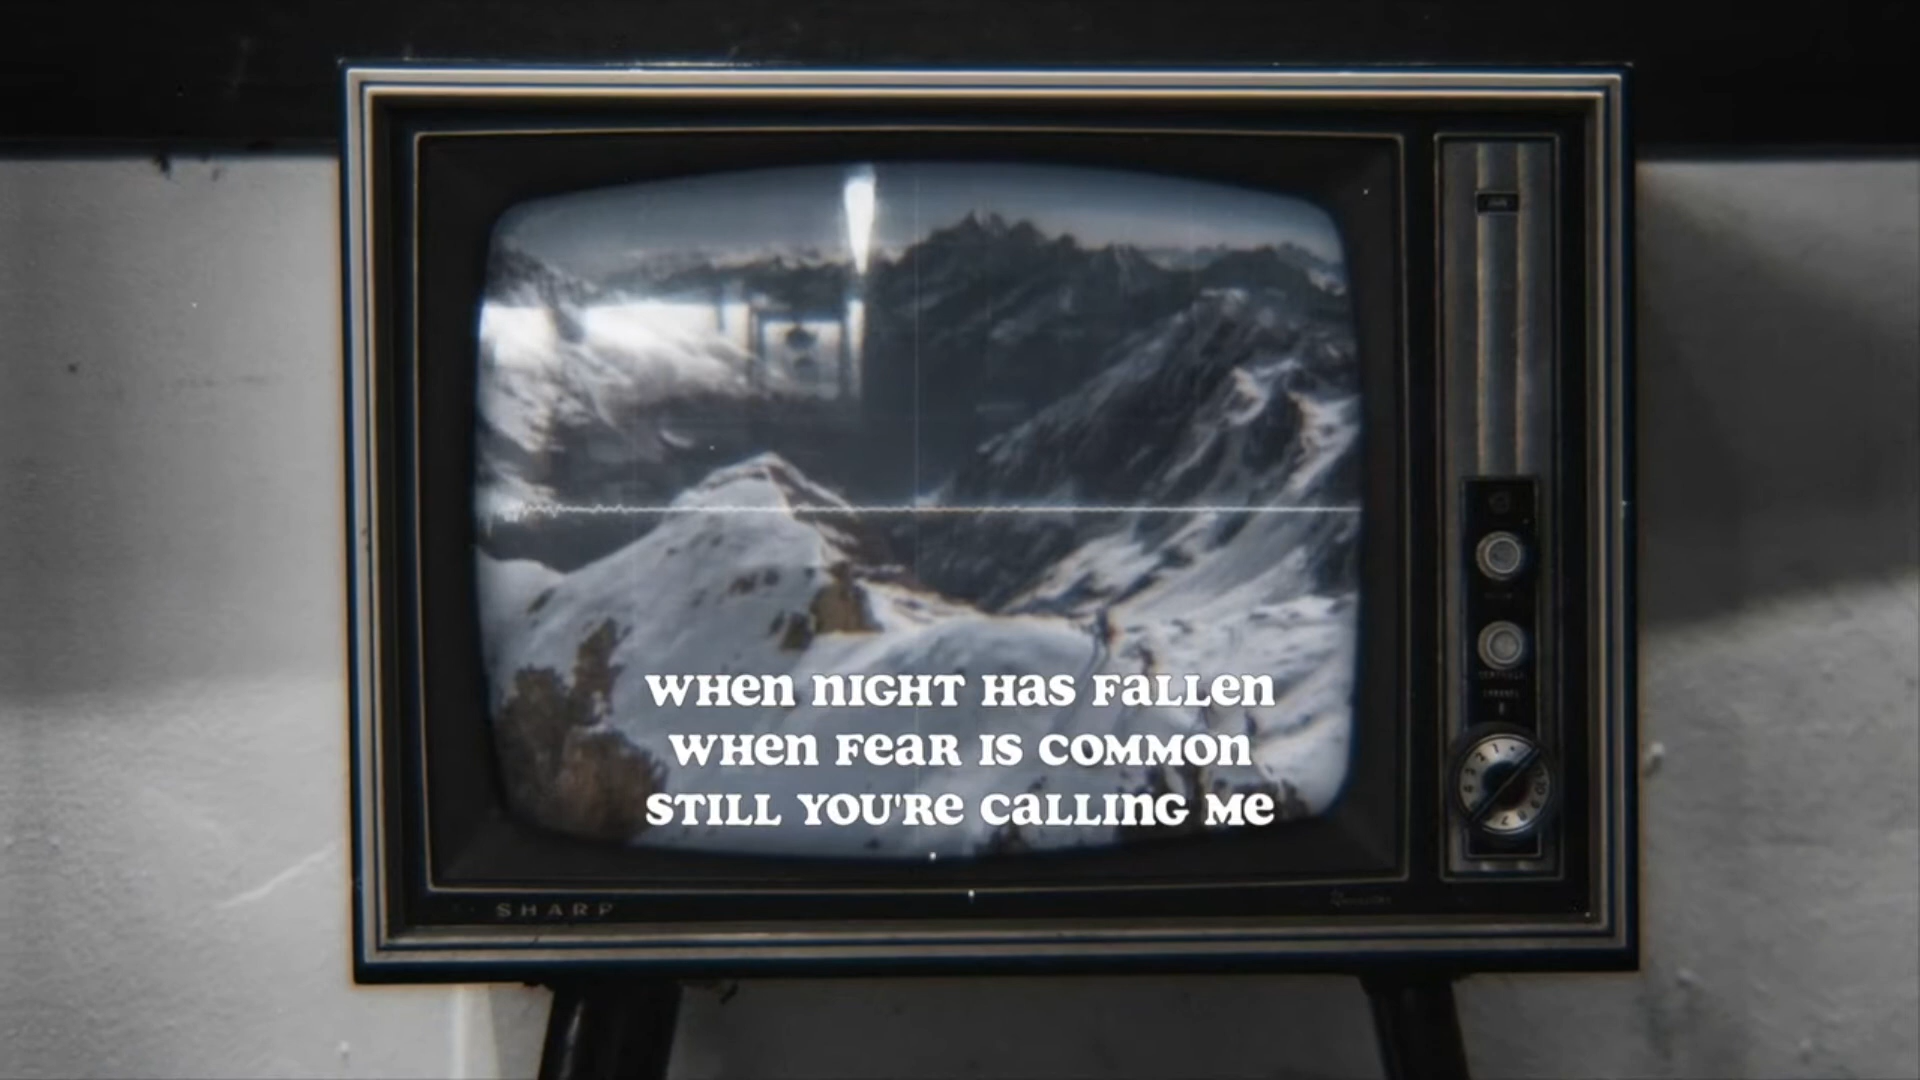 WHEN NIGHT HAS FALLEN
WHEN FEAR IS COMMON
STILL YOU'RE CALLING ME
SHARP